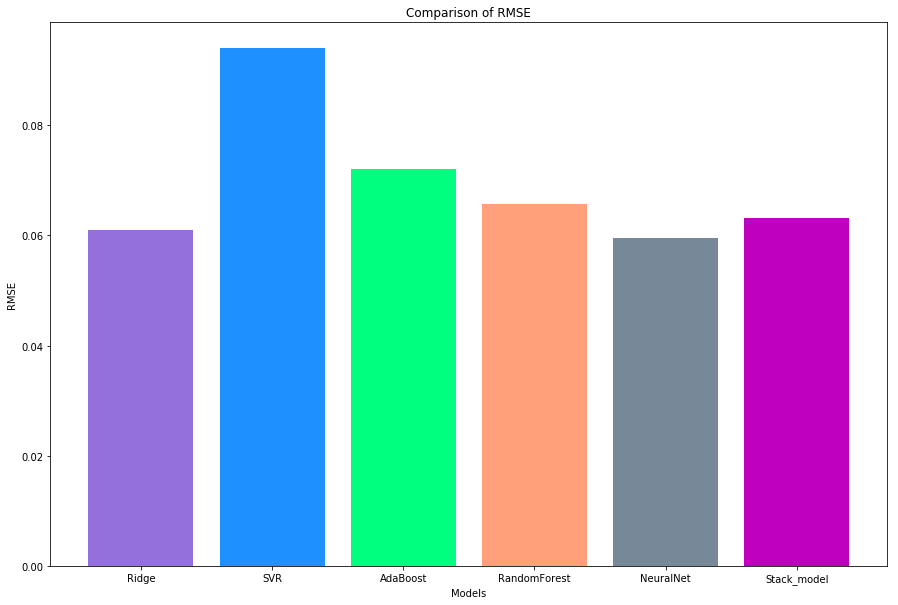 Comparison of RMSE
RMSE
0.08
0.06
0.04
0.02
0.00
Ridge SVR AdaBoost RandomForest NeuralNet Stack_model
Models